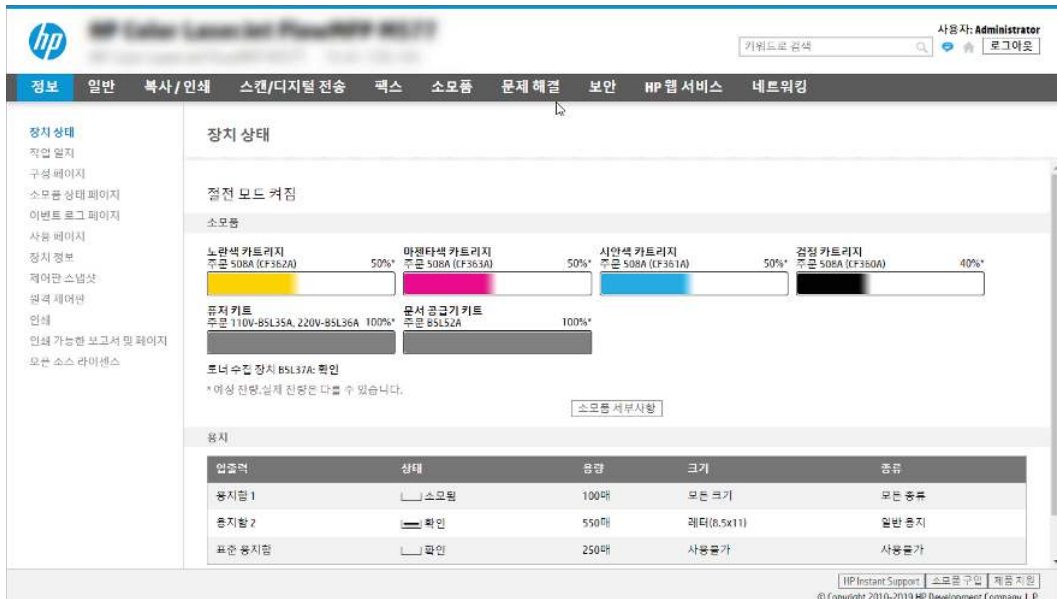 hp
사용자: Administrator
키워드로 검색
로그아웃
정보 일반 복사/인쇄 스캔/디지털 전송 팩스 소모품 문제 해결 보안 HP 웹 서비스 네트워킹
장치 상태
작업 일지
구성 페이지
소모품 상태 페이지
이벤트 로그 페이지
사용 페이지
장치 정보
제어판 스냅샷
원격 제어판
인쇄
인쇄 가능한 보고서 및 페이지
오픈 소스 라이센스
장치 상태
절전 모드 켜짐
소모품
노란색 카트리지
주문 508A (CF362A) 50%*
마젠타색 카트리지
주문 508A (CF363A) 50%*
시안색 카트리지
주문 508A (CF361A) 50%*
검정 카트리지
주문 508A (CF360A) 40%*
퓨저 키트
주문 110V-B5L35A, 220V-B5L36A 100%*
문서 공급기 키트
주문 B5L52A 100%*
토너 수집 장치 B5L37A: 확인
* 예상 잔량.실제 잔량은 다를 수 있습니다.
소모품 세부사항
용지
입출력 상태 용량 크기 종류
용지함 1 소모됨 100매 모든 크기 모든 종류
용지함 2 확인 550매 레터(8.5x11) 일반 용지
표준 용지함 확인 250매 사용불가 사용불가
HP Instant Support 소모품 구입 제품 지원
© Copyright 2010-2019 HP Development Company, L.P.